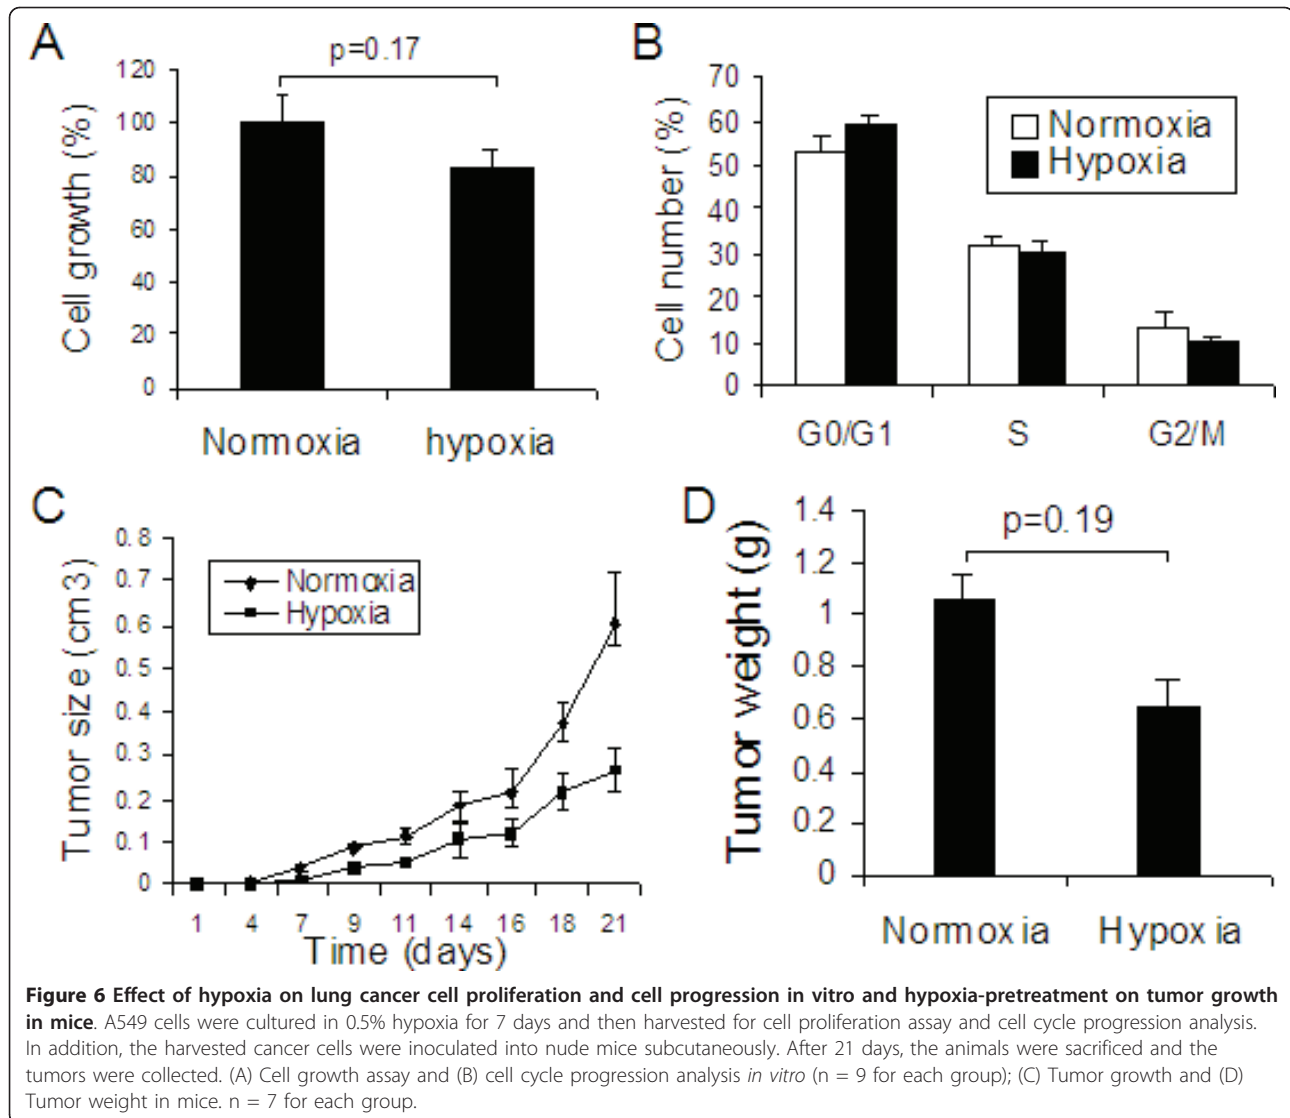 A
p=0.17
Cell growth (%)
120
100
80
60
40
20
0
Normoxia hypoxia
B
Cell number (%)
70
60
50
40
30
20
10
0
Normoxia
Hypoxia
G0/G1 S G2/M
C
Tumor size (cm3)
0.8
0.7
0.6
0.5
0.4
0.3
0.2
0.1
0
Normoxia
Hypoxia
1 4 7 9 11 14 16 18 21
Time (days)
D
p=0.19
Tumor weight (g)
1.4
1.2
1
0.8
0.6
0.4
0.2
0
Normoxia Hypoxia
Figure 6 Effect of hypoxia on lung cancer cell proliferation and cell progression in vitro and hypoxia-pretreatment on tumor growth
in mice. A549 cells were cultured in 0.5% hypoxia for 7 days and then harvested for cell proliferation assay and cell cycle progression analysis.
In addition, the harvested cancer cells were inoculated into nude mice subcutaneously. After 21 days, the animals were sacrificed and the
tumors were collected. (A) Cell growth assay and (B) cell cycle progression analysis in vitro (n = 9 for each group); (C) Tumor growth and (D)
Tumor weight in mice. n = 7 for each group.